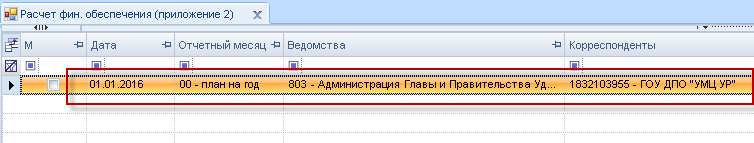 Расчет фин. обеспечения (приложение 2) X
М Дата Отчетный месяц Ведомства Корреспонденты
01.01.2016 00 - план на год 803 - Администрация Главы и Правительства Уд... 1832103955 - ГОУ ДПО "УМЦ УР"